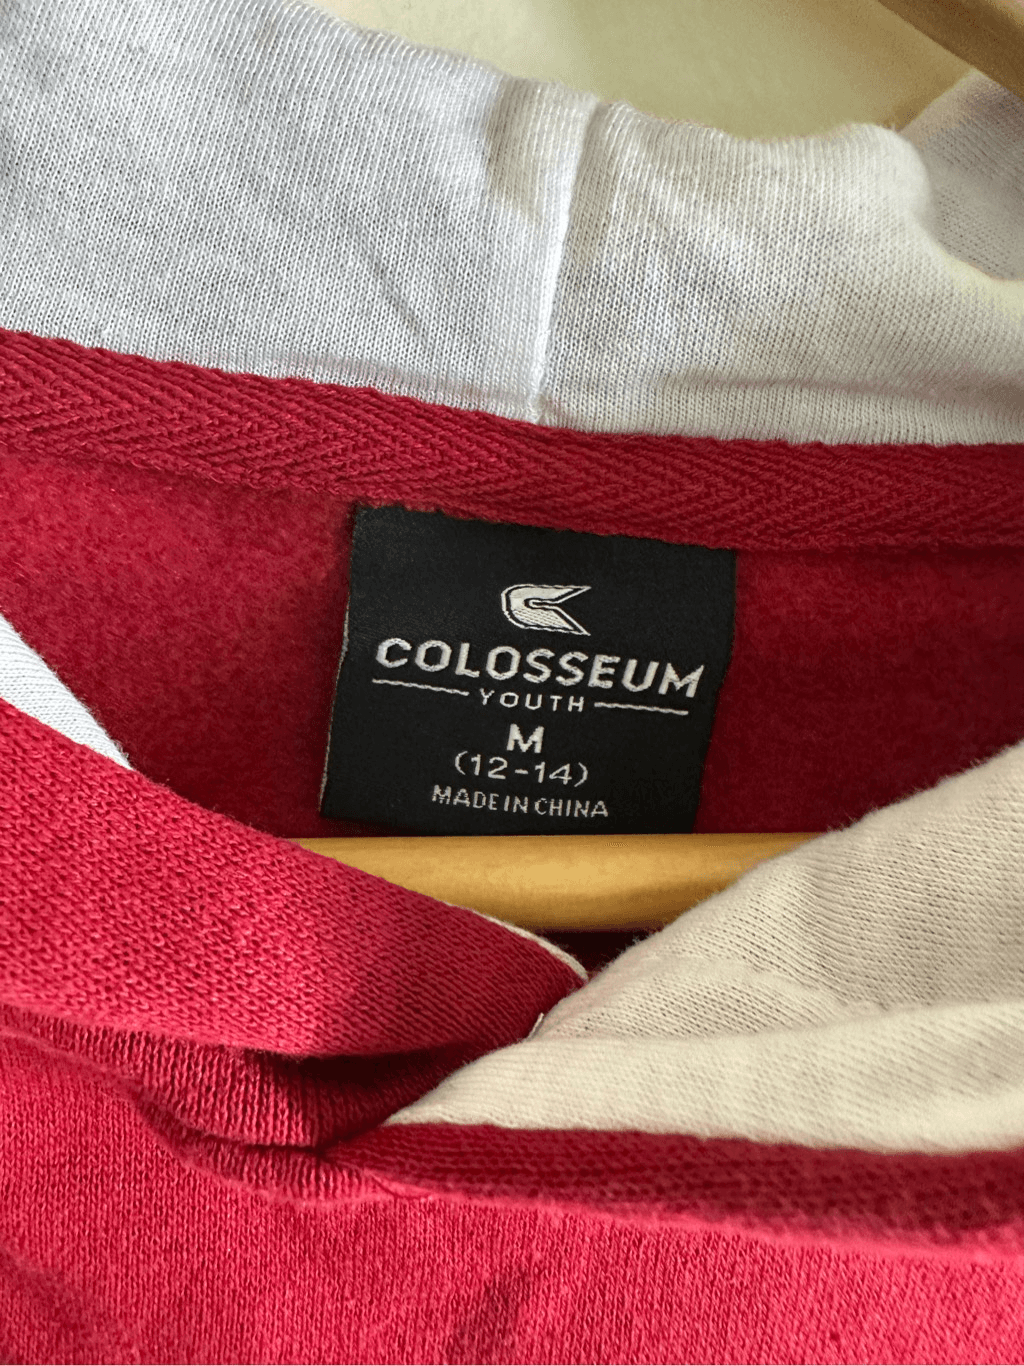 COLOSSEUM
YOUTH
M
(12-14)
MADE IN CHINA